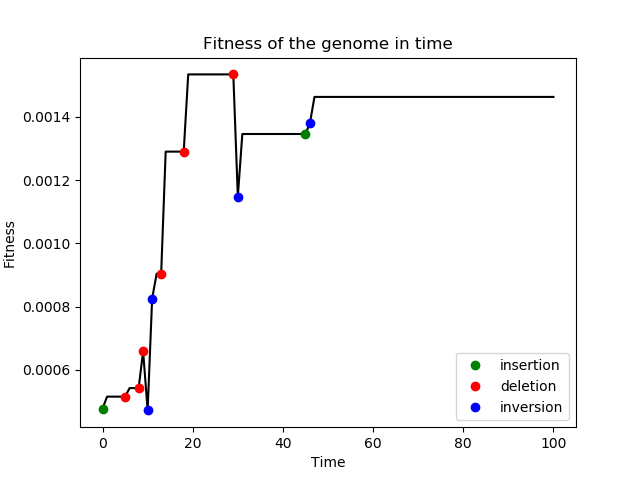 Fitness of the genome in time
Fitness
0.0014
0.0012
0.0010
0.0008
0.0006
insertion
deletion
inversion
0 20 40 60 80 100
Time